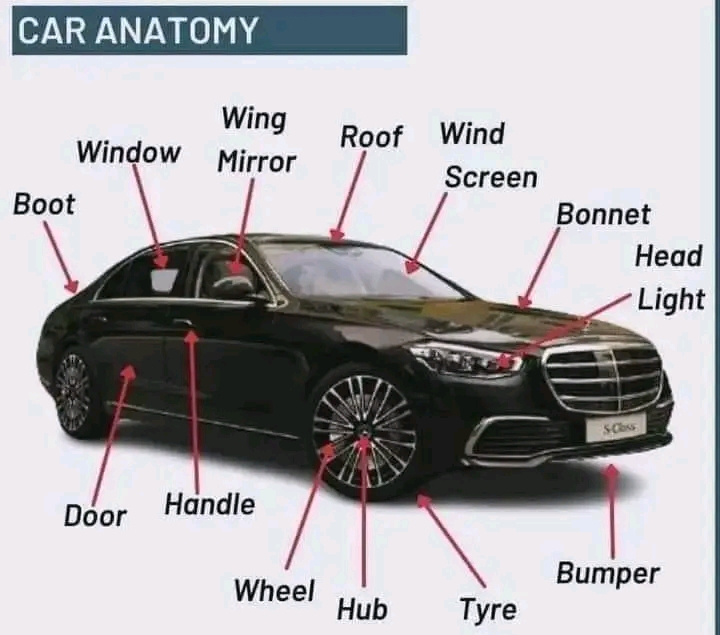 CAR ANATOMY
Wing
Mirror
Window
Roof
Wind
Screen
Boot
Bonnet
Head
Light
S-Class
Door
Handle
Wheel
Hub
Tyre
Bumper